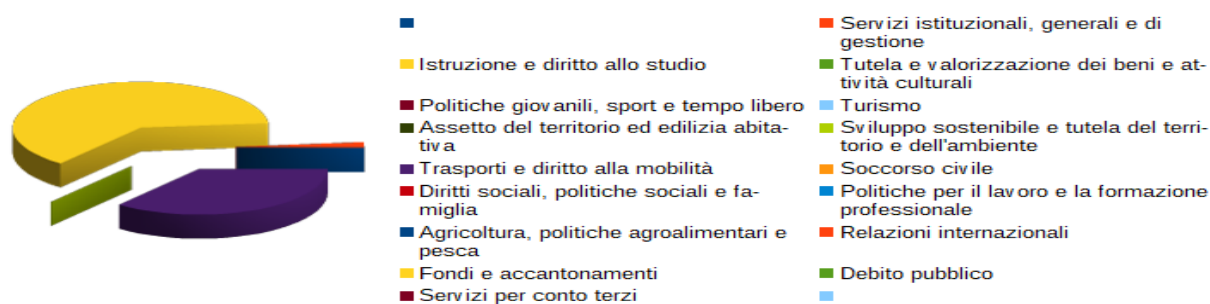 Servizi istituzionali, generali e di
gestione
Istruzione e diritto allo studio
Tutela e valorizzazione dei beni e at-
tività culturali
Politiche giovanili, sport e tempo libero
Turismo
Assetto del territorio ed edilizia abita-
tiva
Sviluppo sostenibile e tutela del terri-
torio e dell'ambiente
Trasporti e diritto alla mobilità
Soccorso civile
Diritti sociali, politiche sociali e fa-
miglia
Politiche per il lavoro e la formazione
professionale
Agricoltura, politiche agroalimentari e
pesca
Relazioni internazionali
Fondi e accantonamenti
Debito pubblico
Servizi per conto terzi